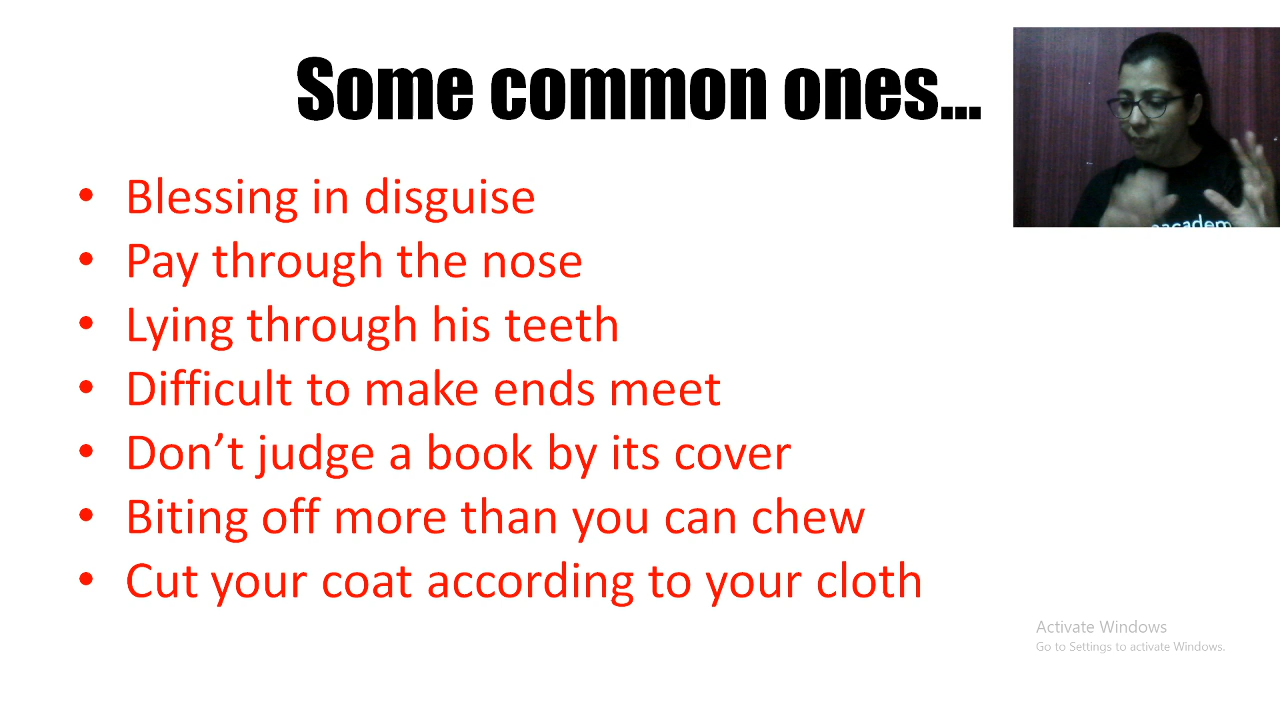 Some common ones...
• Blessing in disguise
• Pay through the nose
• Lying through his teeth
• Difficult to make ends meet
• Don’t judge a book by its cover
• Biting off more than you can chew
• Cut your coat according to your cloth
Activate Windows
Go to Settings to activate Windows.